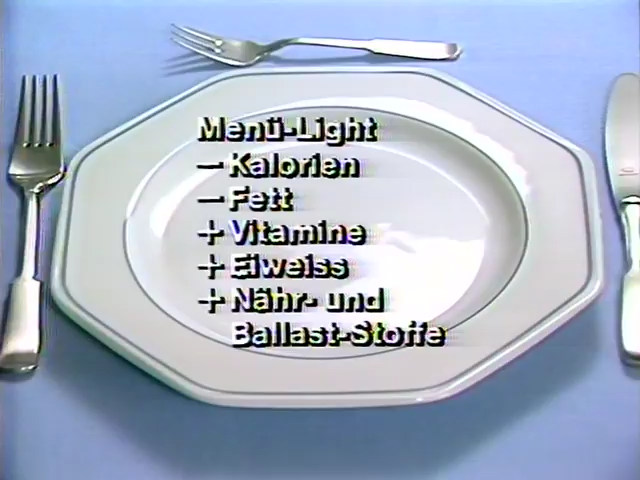 Menü-Light
– Kalorien
– Fett
+ Vitamine
+ Eiweiss
+ Nähr- und
Ballast-Stoffe